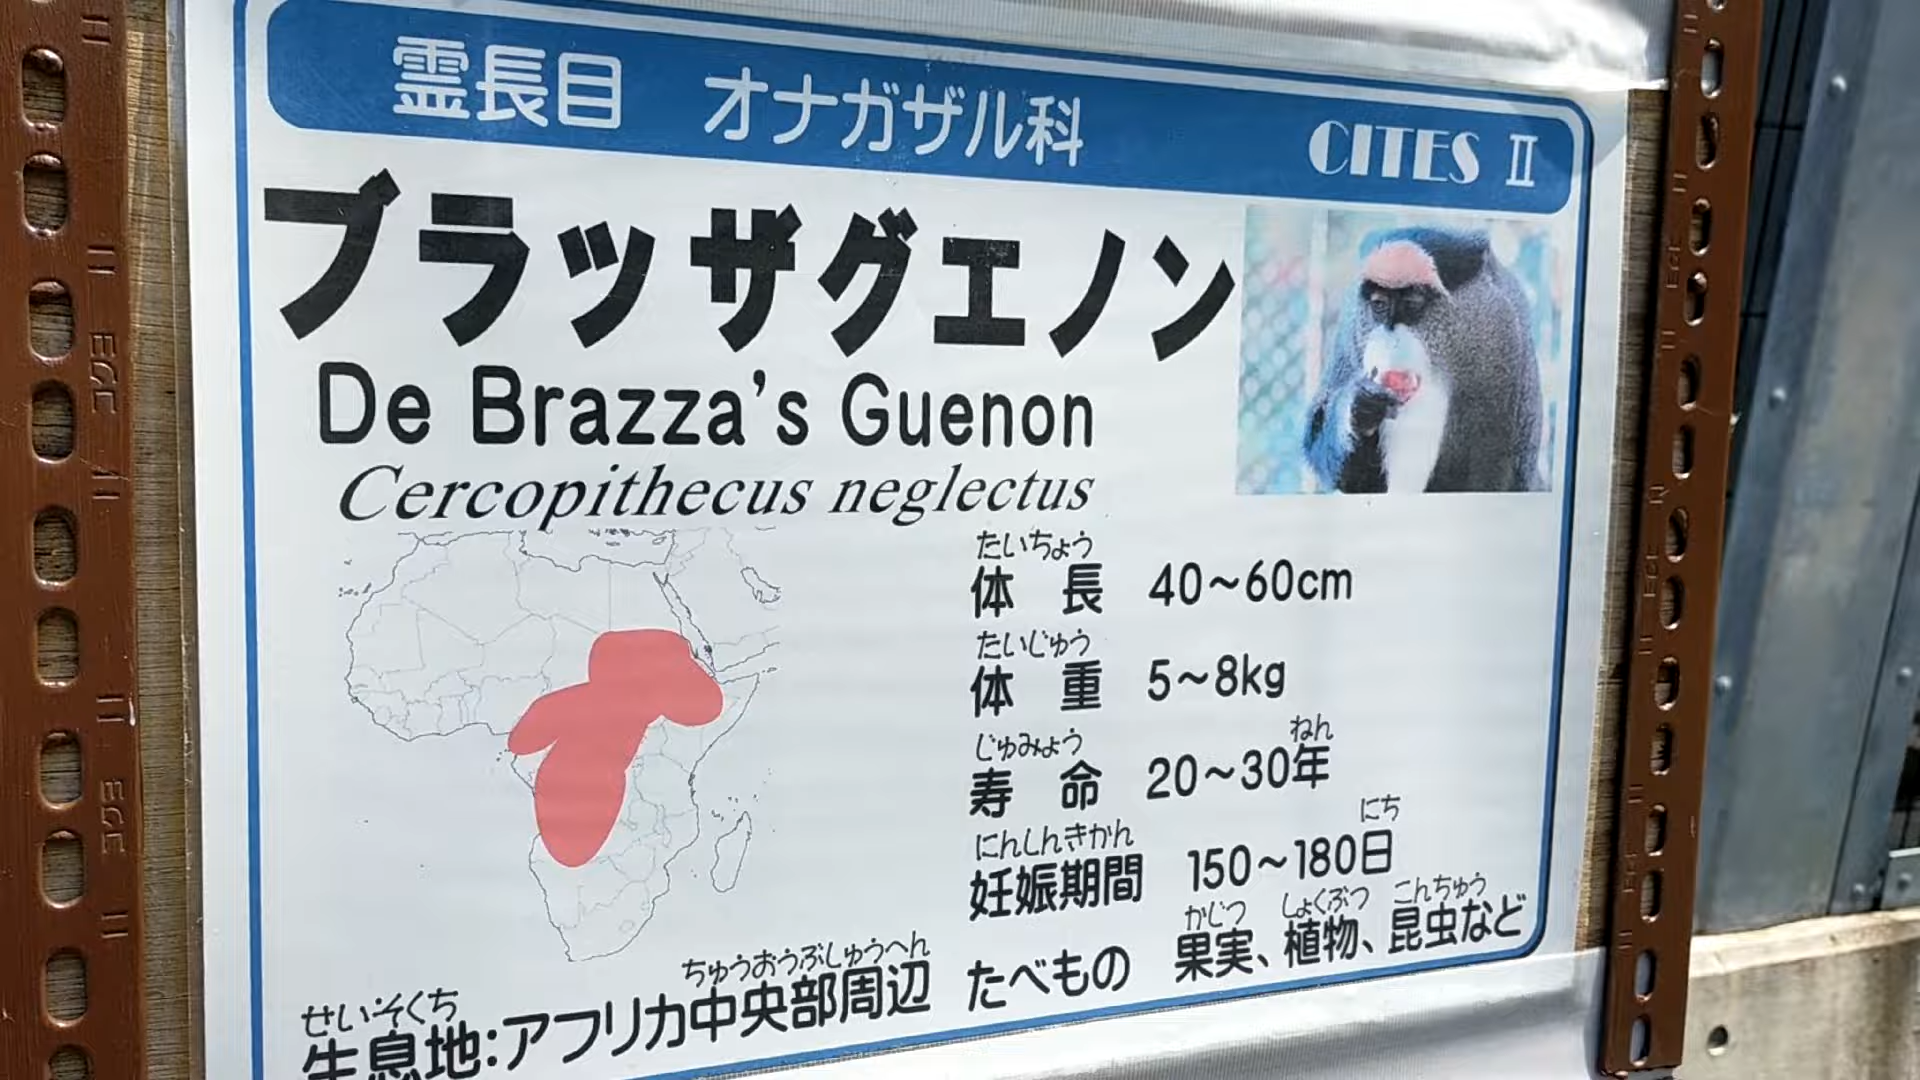 霊長目 オナガザル科 CITES Ⅱ
ブラッザグエノン
De Brazza's Guenon
Cercopithecus neglectus
たいちょう
体長 40～60cm
たいじゅう
体重 5～8kg
じゅみょう ねん
寿命 20～30年
にんしんきかん にち
妊娠期間 150～180日
かじつ しょくぶつ こんちゅう
たべもの 果実、植物、昆虫など
せいそくち ちゅうおうぶしゅうへん
生息地:アフリカ中央部周辺